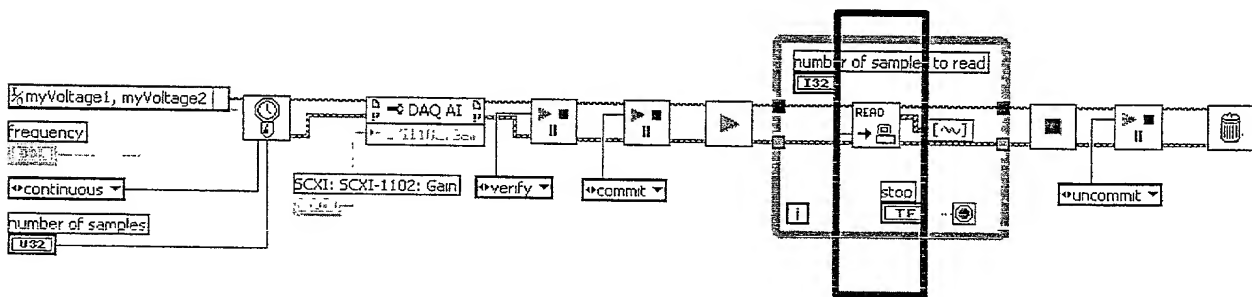 myVoltage1, myVoltage2
frequency
continuous
number of samples
U32
DAQ AI
SCXI: SCXI-1102: Gain
verify
commit
number of samples to read
I32
READ
stop
TF
i
uncommit